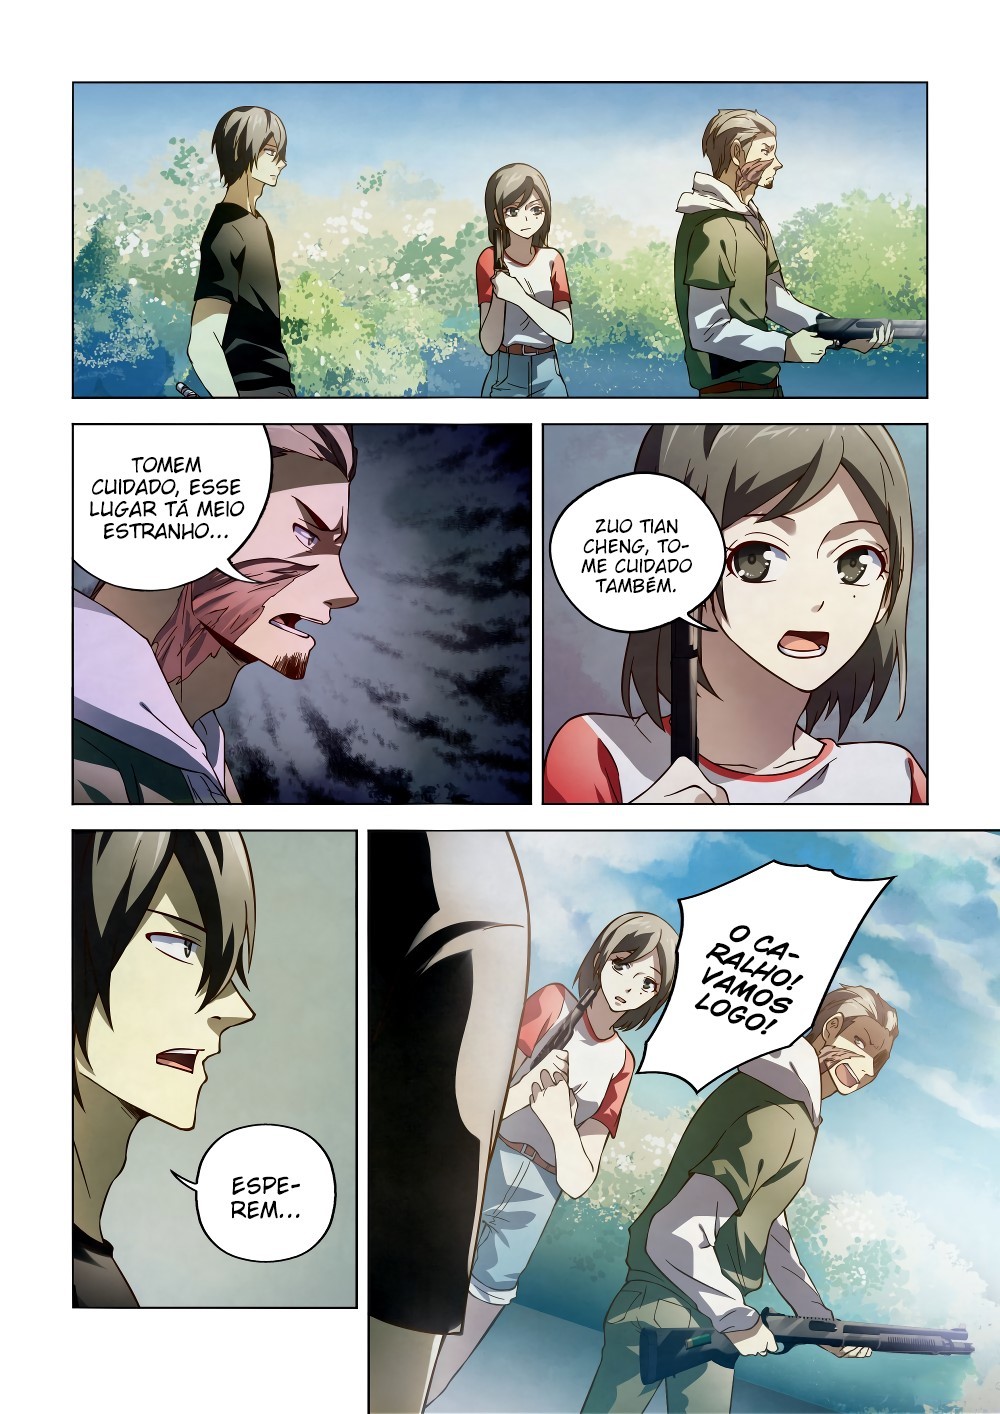 TOMEM
CUIDADO, ESSE
LUGAR TÁ MEIO
ESTRANHO...
ZUO TIAN
CHENG, TO-
ME CUIDADO
TAMBÉM.
ESPE-
REM...
O CA-
RALHO!
VAMOS
LOGO!